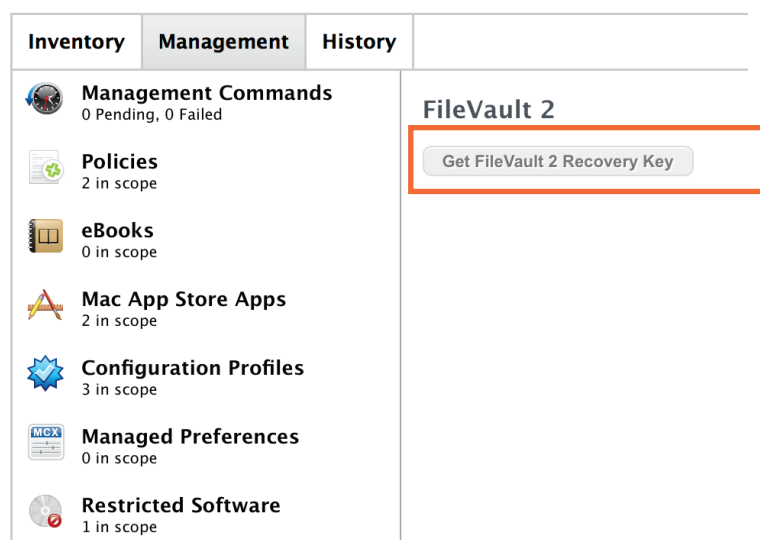 Inventory Management History
Management Commands
0 Pending, 0 Failed
Policies
2 in scope
eBooks
0 in scope
Mac App Store Apps
2 in scope
Configuration Profiles
3 in scope
MCX
Managed Preferences
0 in scope
Restricted Software
1 in scope
FileVault 2
Get FileVault 2 Recovery Key